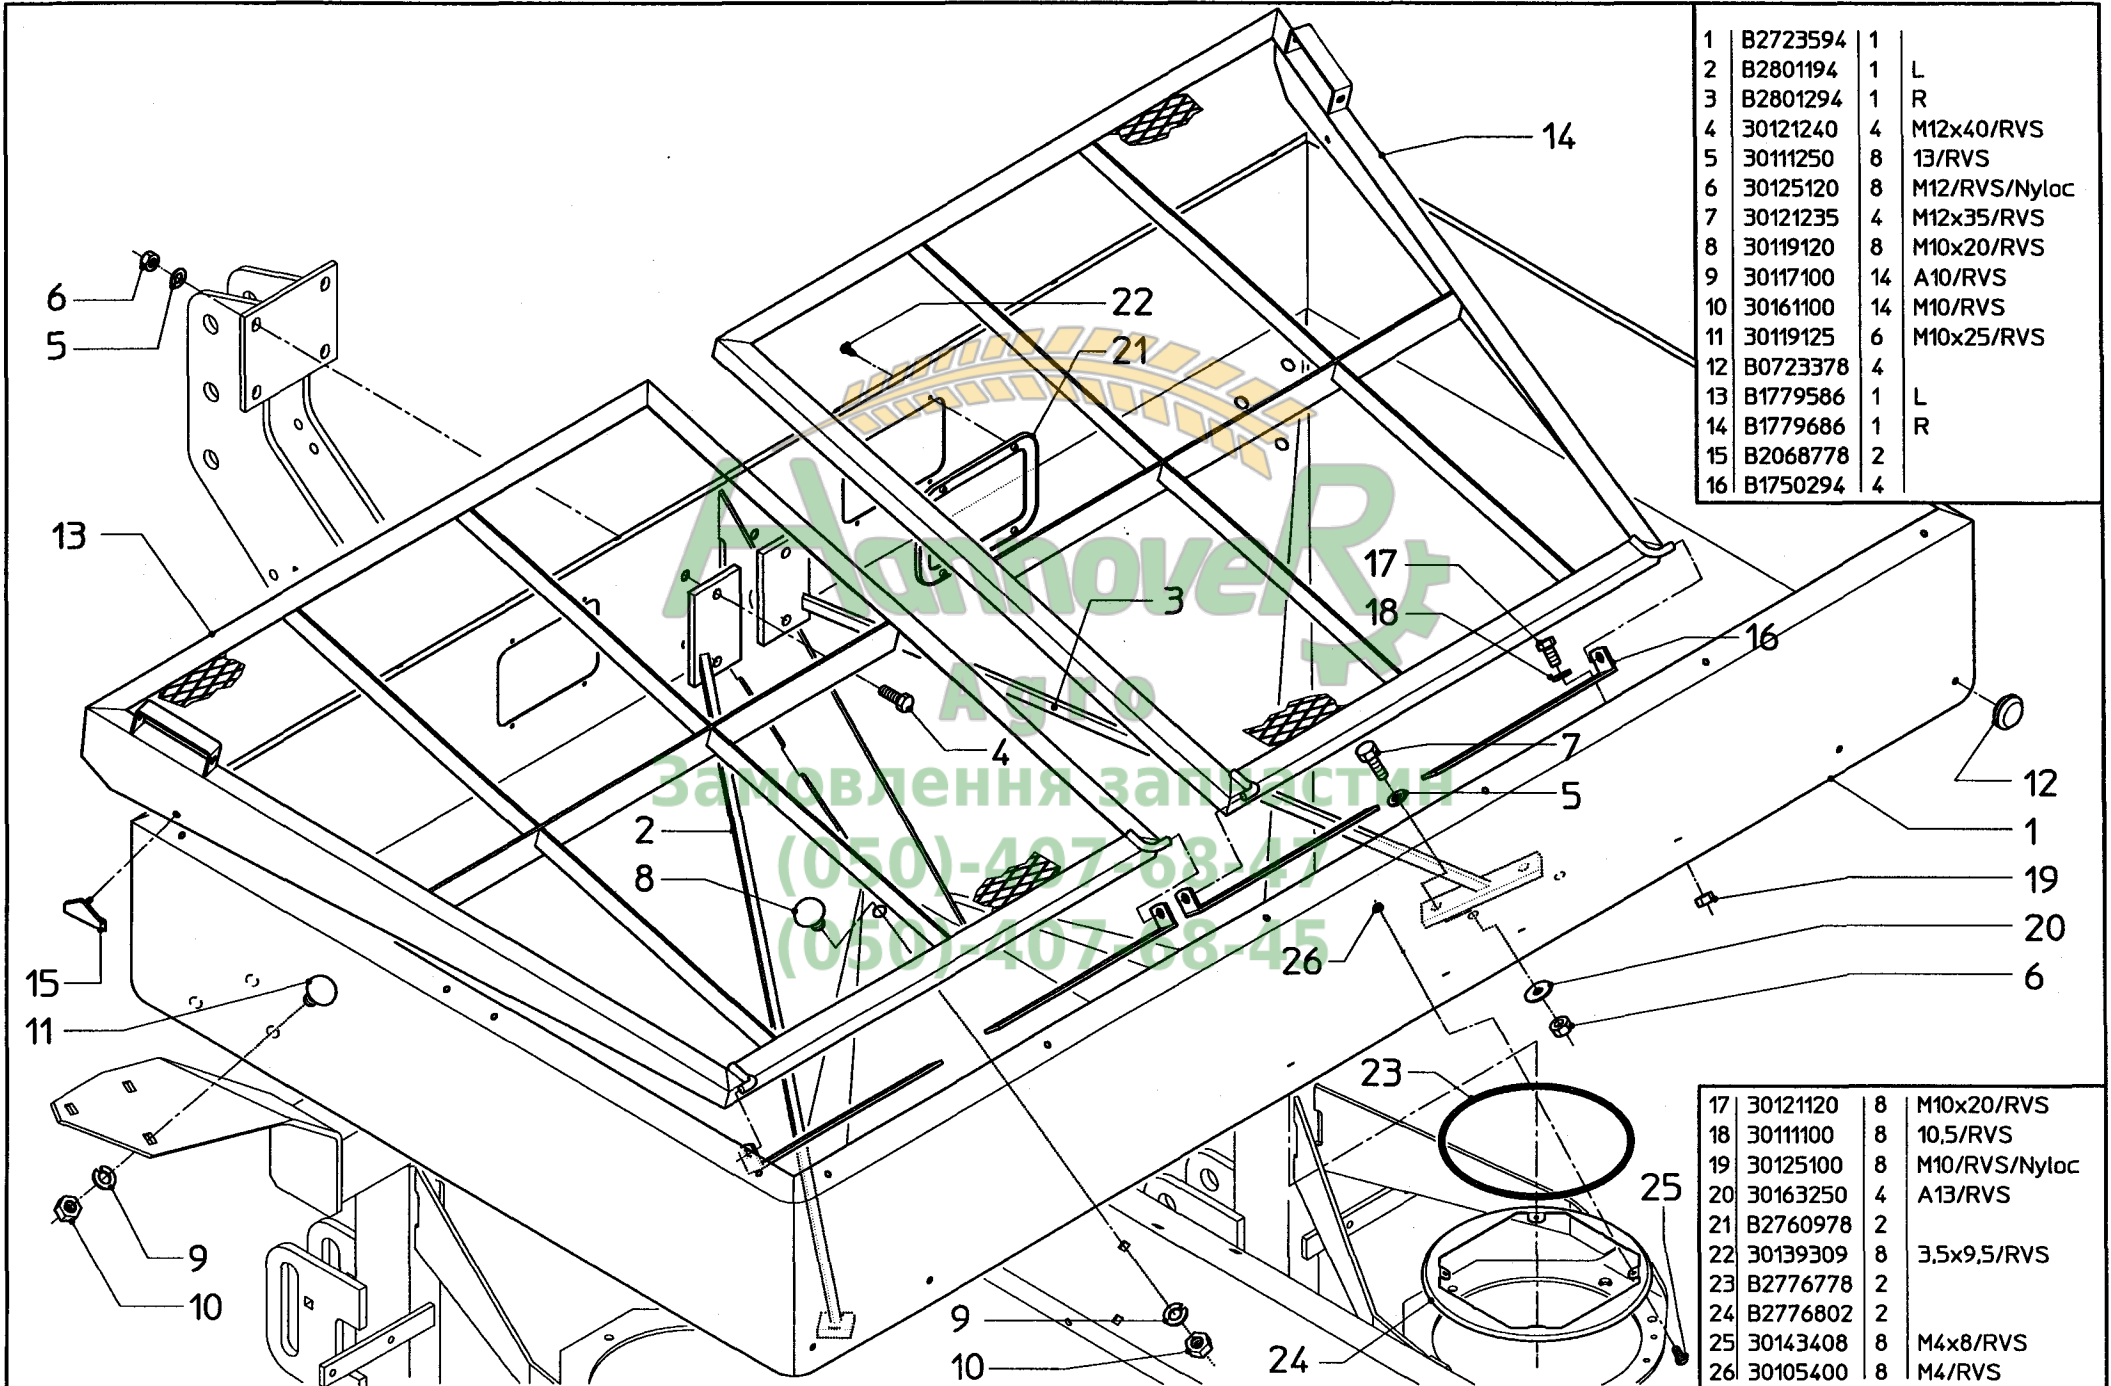 1 B2723594 1
2 B2801194 1 L
3 B2801294 1 R
4 30121240 4 M12x40/RVS
5 30111250 8 13/RVS
6 30125120 8 M12/RVS/Nyloc
7 30121235 4 M12x35/RVS
8 30119120 8 M10x20/RVS
9 30117100 14 A10/RVS
10 30161100 14 M10/RVS
11 30119125 6 M10x25/RVS
12 B0723378 4
13 B1779586 1 L
14 B1779686 1 R
15 B2068778 2
16 B1750294 4
14
6
5
22
21
13
17
3
18
16
4
7
12
5
2
1
8
19
20
26
15
6
11
23
25
9
10
9
10
24
HannoveR
Agro
Замовлення запчастин
(050)-407-68-47
(050)-407-68-45
17 30121120 8 M10x20/RVS
18 30111100 8 10,5/RVS
19 30125100 8 M10/RVS/Nyloc
20 30163250 4 A13/RVS
21 B2760978 2
22 30139309 8 3,5x9,5/RVS
23 B2776778 2
24 B2776802 2
25 30143408 8 M4x8/RVS
26 30105400 8 M4/RVS